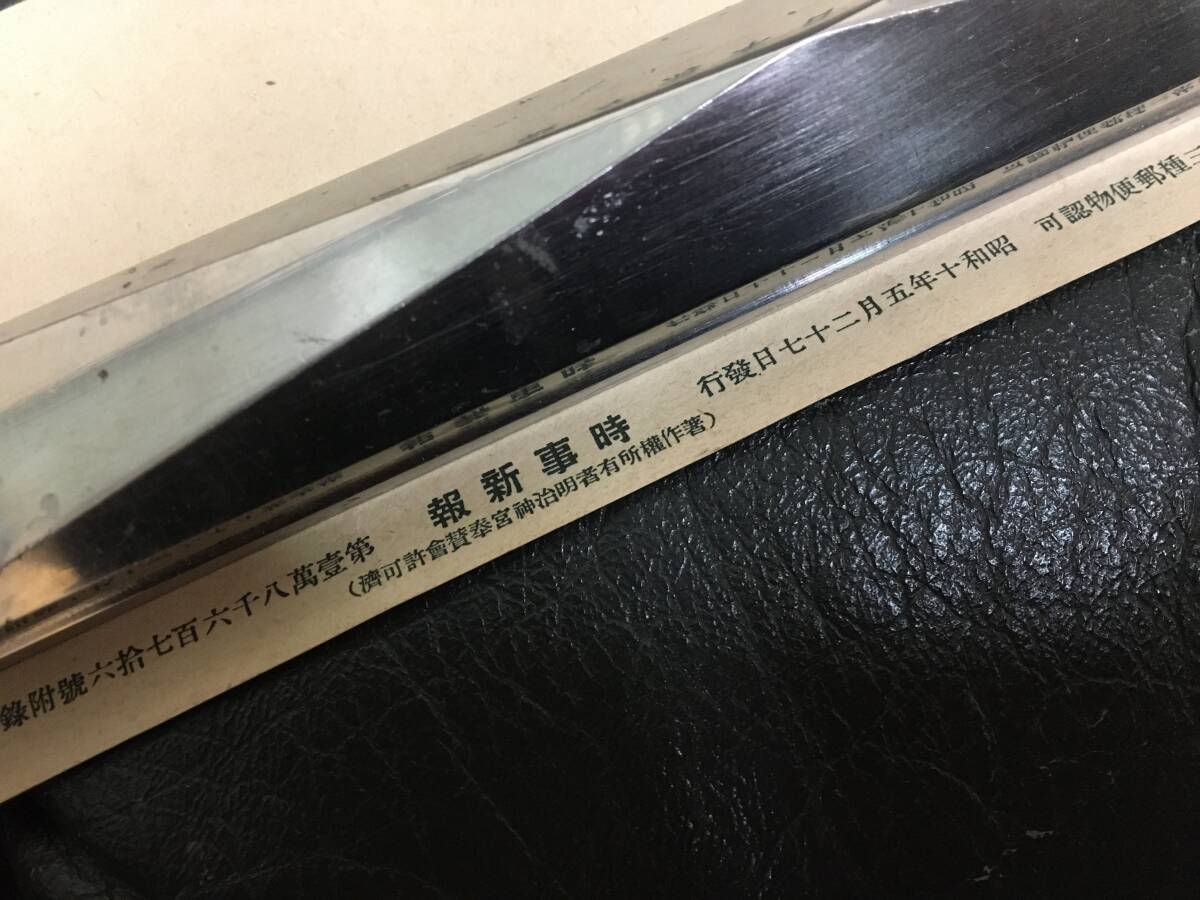 三種郵便物認可 昭和十年五月二十七日發行 時事新報 第壹萬八千六百七拾六號附錄
(著作權所有者明治神宮奉賛會許可濟)